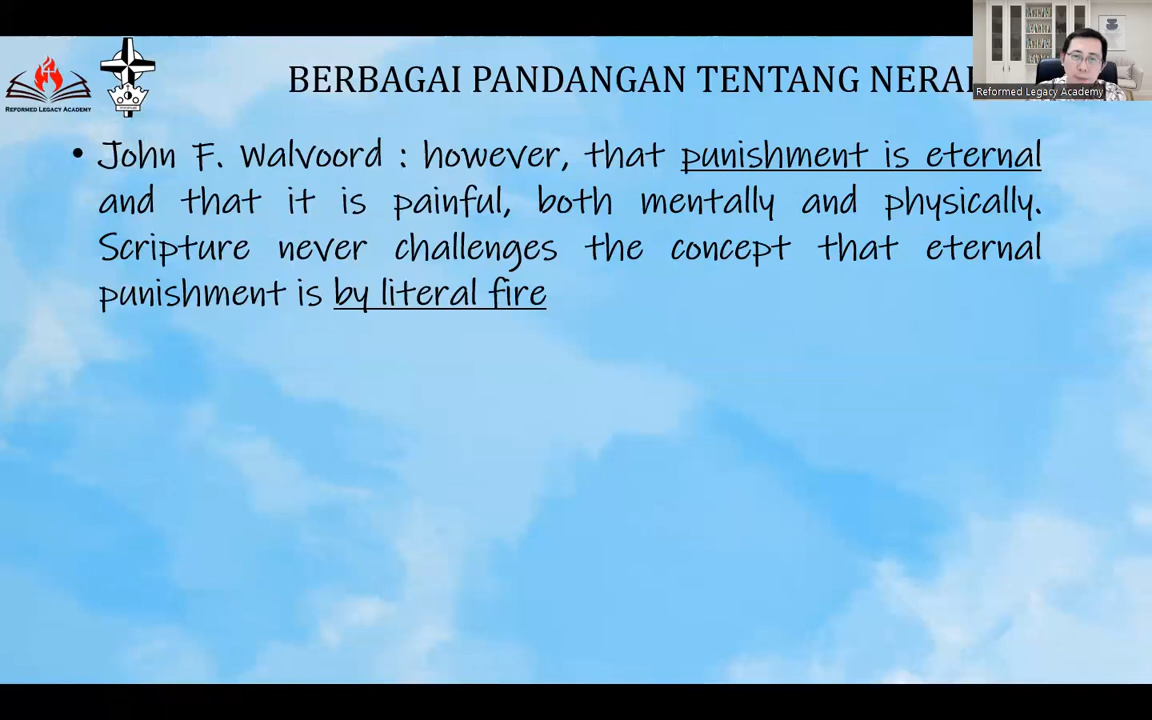 BERBAGAI PANDANGAN TENTANG
Reformed Legacy Academy
REFORMED LEGACY ACADEMY
• John F. Walvoord : however, that punishment is eternal
and that it is painful, both mentally and physically.
Scripture never challenges the concept that eternal
punishment is by literal fire